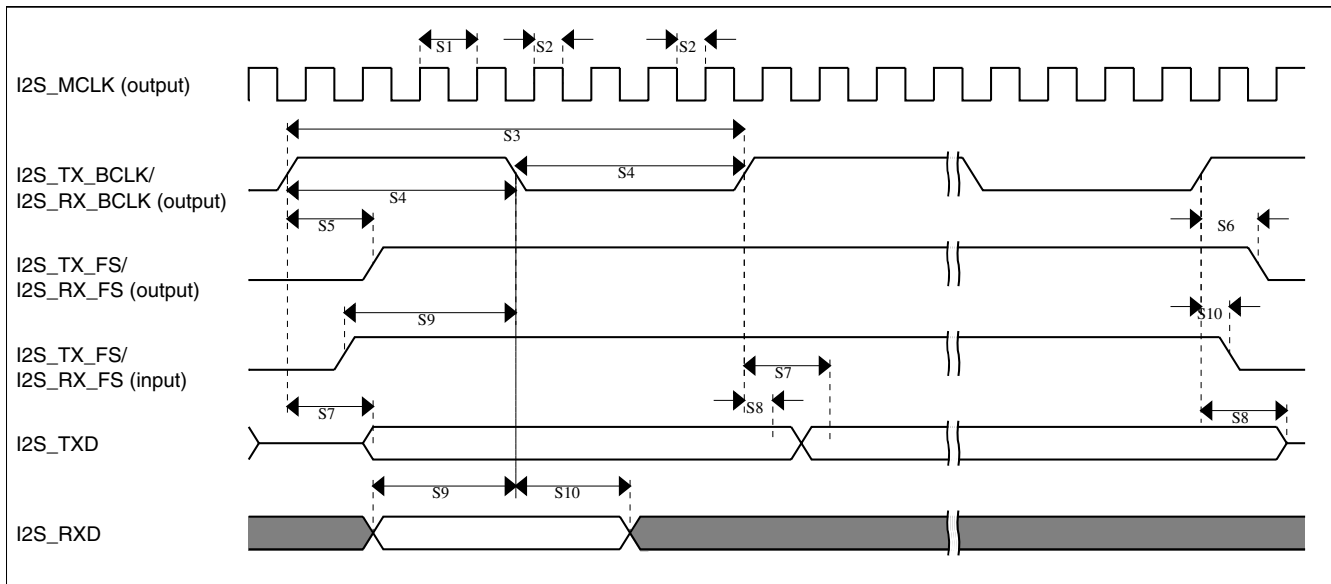 S1 S2 S2
I2S_MCLK (output)
S3
I2S_TX_BCLK/
I2S_RX_BCLK (output)
S4
S4
S5
S6
I2S_TX_FS/
I2S_RX_FS (output)
S9
S10
I2S_TX_FS/
I2S_RX_FS (input)
S7
S7
S8
S8
I2S_TXD
S9
S10
I2S_RXD